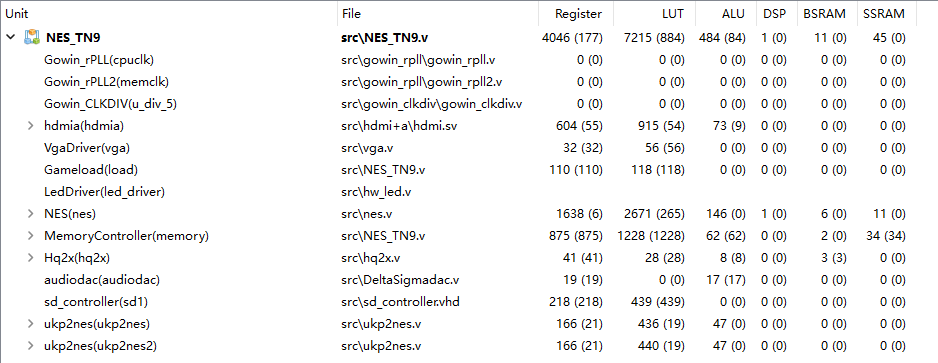 Unit File Register LUT ALU DSP BSRAM SSRAM
NES_TN9 src\NES_TN9.v 4046 (177) 7215 (884) 484 (84) 1 (0) 11 (0) 45 (0)
Gowin_rPLL(cpuclk) src\gowin_rpll\gowin_rpll.v 0 (0) 0 (0) 0 (0) 0 (0) 0 (0) 0 (0)
Gowin_rPLL2(memclk) src\gowin_rpll\gowin_rpll2.v 0 (0) 0 (0) 0 (0) 0 (0) 0 (0) 0 (0)
Gowin_CLKDIV(u_div_5) src\gowin_clkdiv\gowin_clkdiv.v 0 (0) 0 (0) 0 (0) 0 (0) 0 (0) 0 (0)
hdmia(hdmia) src\hdmi+a\hdmi.sv 604 (55) 915 (54) 73 (9) 0 (0) 0 (0) 0 (0)
VgaDriver(vga) src\vga.v 32 (32) 56 (56) 0 (0) 0 (0) 0 (0) 0 (0)
Gameload(load) src\NES_TN9.v 110 (110) 118 (118) 0 (0) 0 (0) 0 (0) 0 (0)
LedDriver(led_driver) src\hw_led.v
NES(nes) src\nes.v 1638 (6) 2671 (265) 146 (0) 1 (0) 6 (0) 11 (0)
MemoryController(memory) src\NES_TN9.v 875 (875) 1228 (1228) 62 (62) 0 (0) 2 (0) 34 (34)
Hq2x(hq2x) src\hq2x.v 41 (41) 28 (28) 8 (8) 0 (0) 3 (3) 0 (0)
audiodac(audiodac) src\DeltaSigmadac.v 19 (19) 0 (0) 17 (17) 0 (0) 0 (0) 0 (0)
sd_controller(sd1) src\sd_controller.vhd 218 (218) 439 (439) 0 (0) 0 (0) 0 (0) 0 (0)
ukp2nes(ukp2nes) src\ukp2nes.v 166 (21) 436 (19) 47 (0) 0 (0) 0 (0) 0 (0)
ukp2nes(ukp2nes2) src\ukp2nes.v 166 (21) 440 (19) 47 (0) 0 (0) 0 (0) 0 (0)